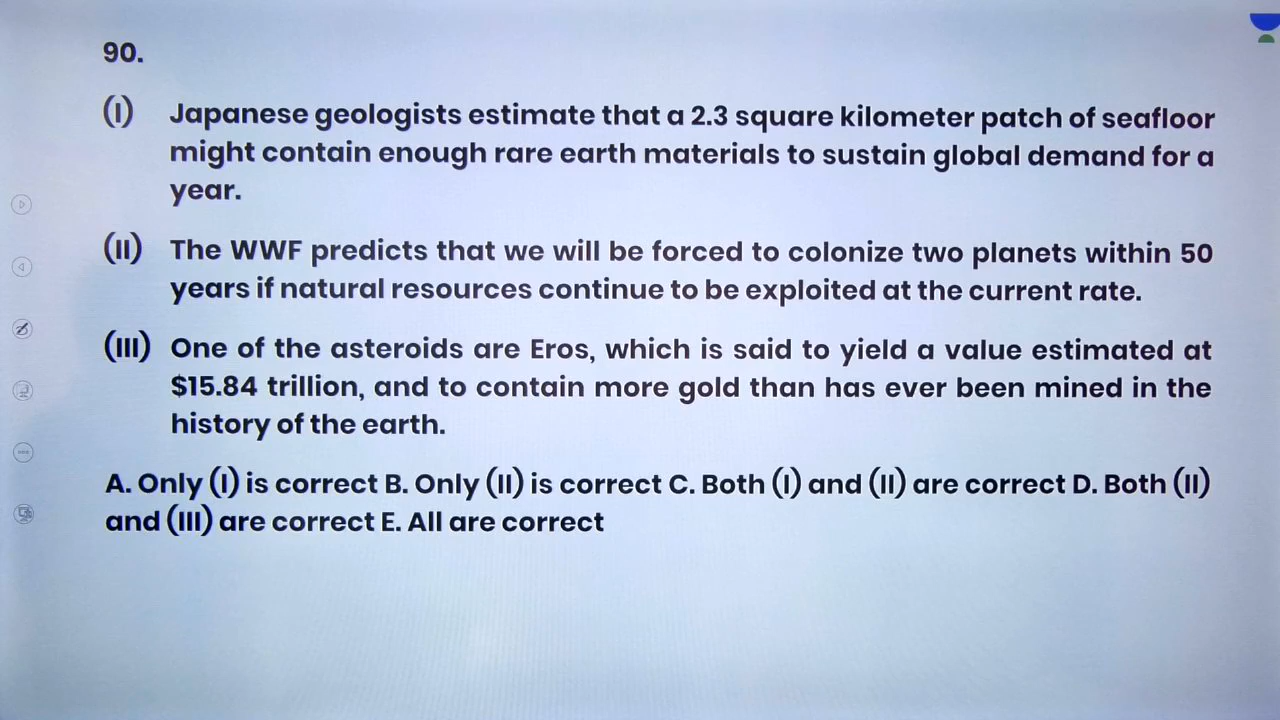 90.
(I) Japanese geologists estimate that a 2.3 square kilometer patch of seafloor
might contain enough rare earth materials to sustain global demand for a
year.
(II) The WWF predicts that we will be forced to colonize two planets within 50
years if natural resources continue to be exploited at the current rate.
(III) One of the asteroids are Eros, which is said to yield a value estimated at
$15.84 trillion, and to contain more gold than has ever been mined in the
history of the earth.
A. Only (I) is correct B. Only (II) is correct C. Both (I) and (II) are correct D. Both (II)
and (III) are correct E. All are correct